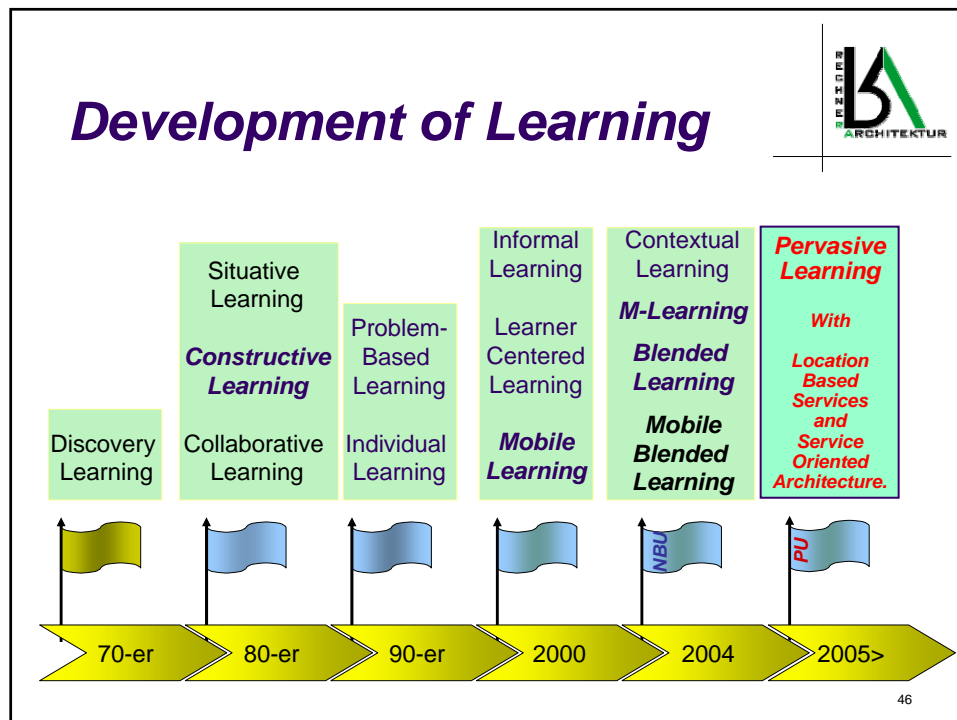 Development of Learning
RECHNER
ARCHITEKTUR
Discovery
Learning
Situative
Learning
Constructive
Learning
Collaborative
Learning
Problem-
Based
Learning
Individual
Learning
Informal
Learning
Learner
Centered
Learning
Mobile
Learning
Contextual
Learning
M-Learning
Blended
Learning
Mobile
Blended
Learning
Pervasive
Learning
With
Location
Based
Services
and
Service
Oriented
Architecture.
NBU
PU
70-er
80-er
90-er
2000
2004
2005>
46